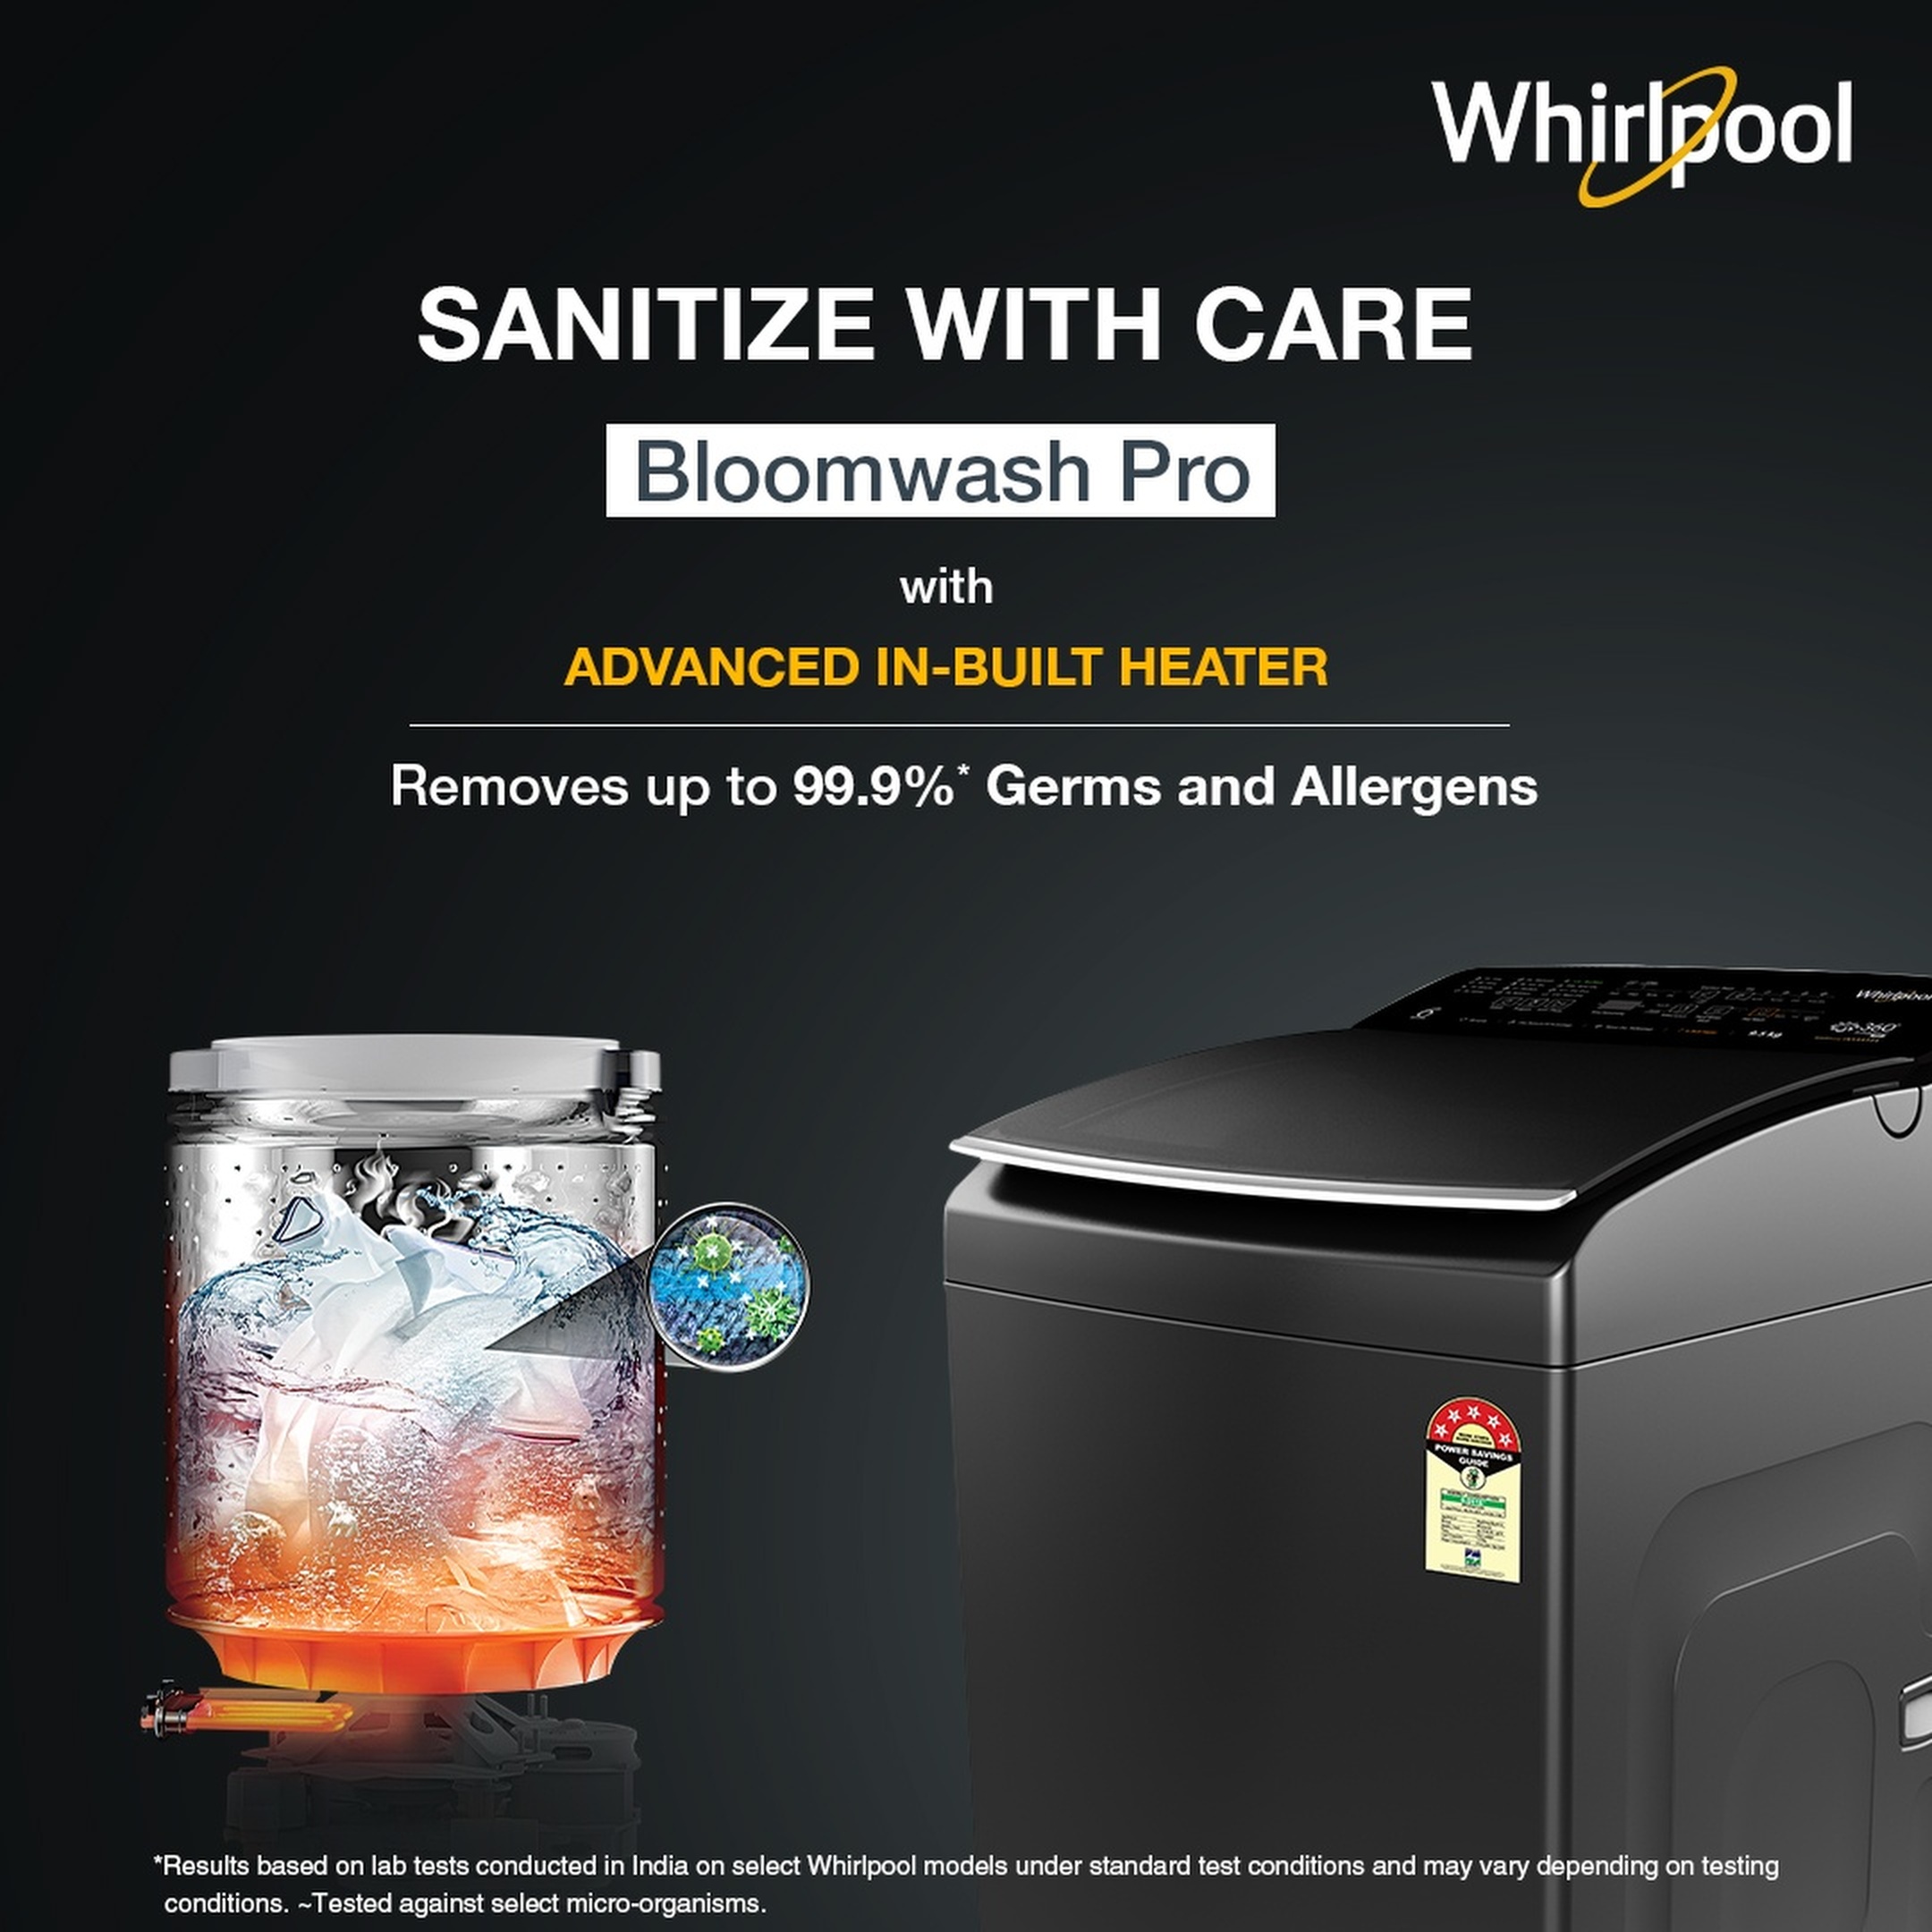 Whirlpool
SANITIZE WITH CARE
Bloomwash Pro
with
ADVANCED IN-BUILT HEATER
Removes up to 99.9%* Germs and Allergens
Whirlpool
360°
POWER SAVINGS
GUIDE
*Results based on lab tests conducted in India on select Whirlpool models under standard test conditions and may vary depending on testing
conditions. ~Tested against select micro-organisms.